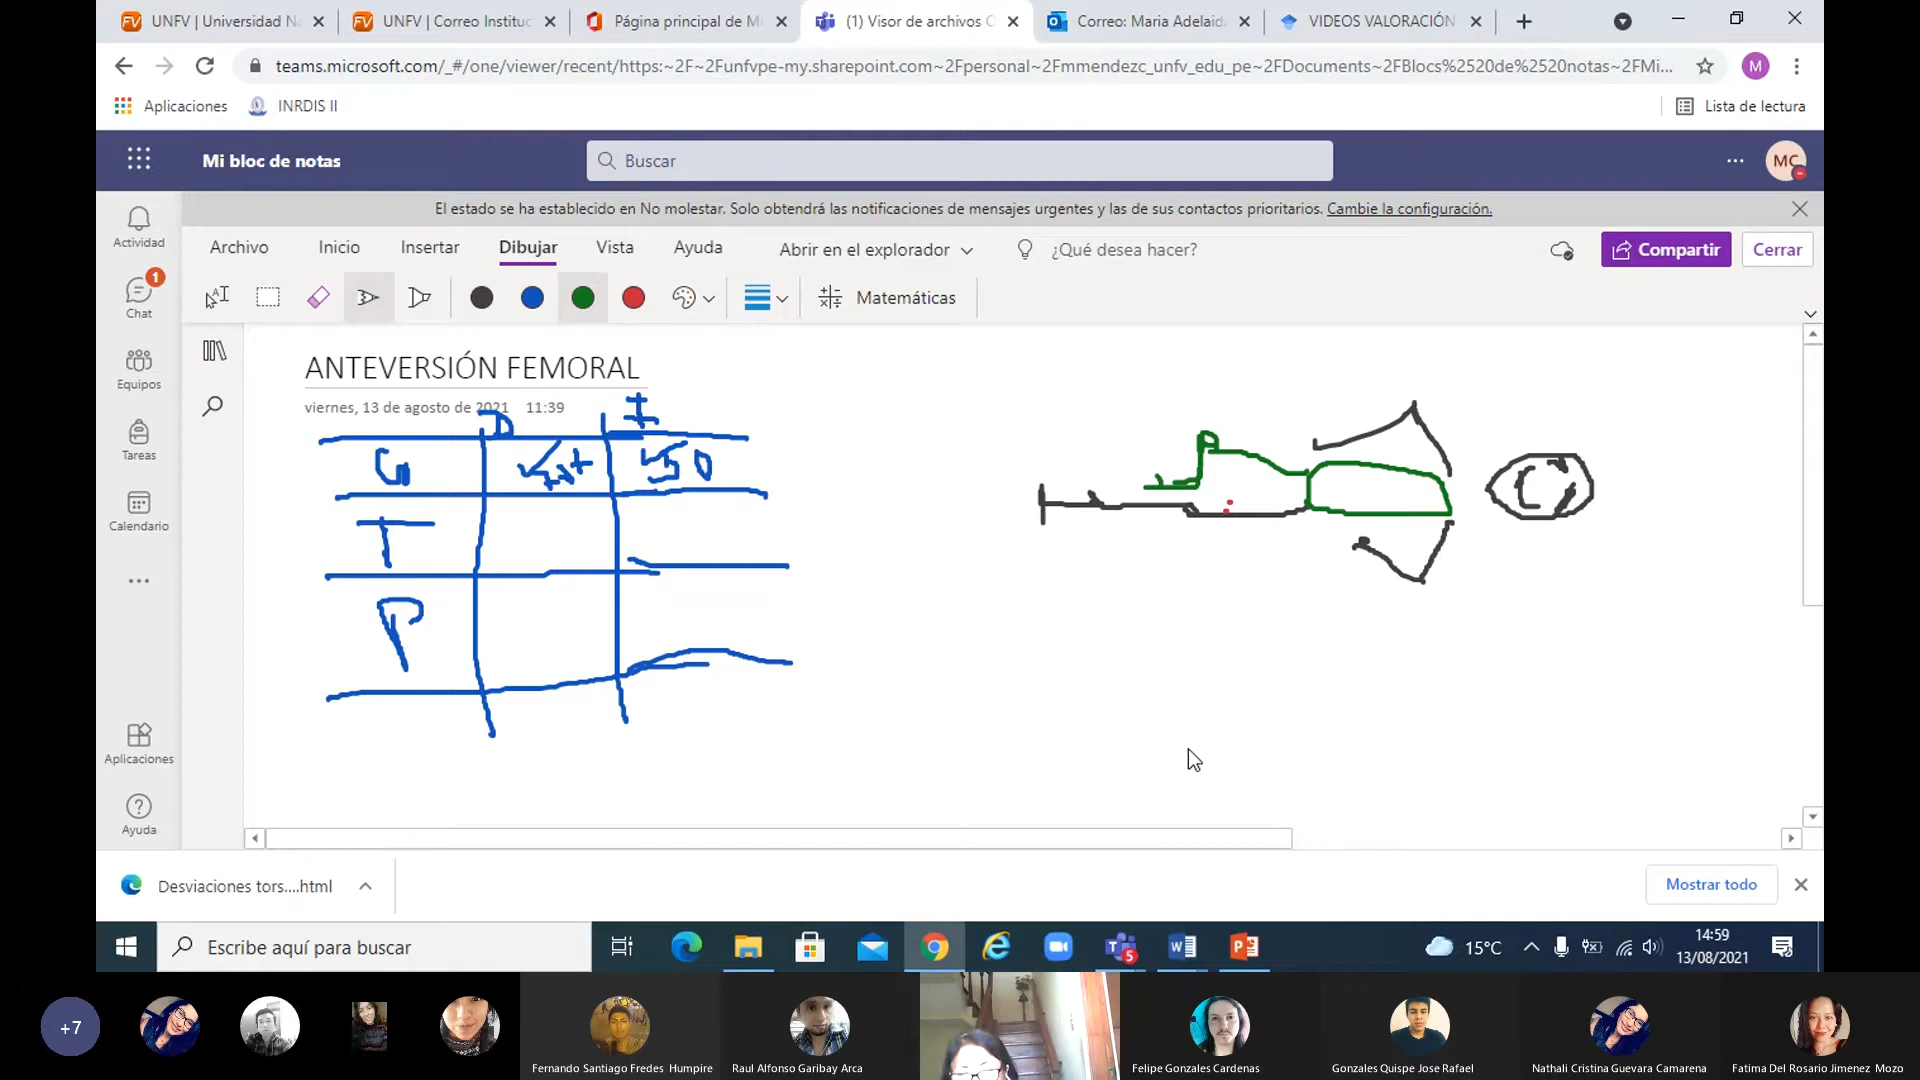 UNFV | Universidad Na
UNFV | Correo Instituc
Página principal de Mi
(1) Visor de archivos O
Correo: Maria Adelaid
VIDEOS VALORACIÓN
teams.microsoft.com/_#/one/viewer/recent/https:~2F~2Funfvpe-my.sharepoint.com~2Fpersonal~2Fmmendezc_unfv_edu_pe~2FDocuments~2FBlocs%2520de%2520notas~2FMi...
M
Aplicaciones
INRDIS II
Lista de lectura
Mi bloc de notas
Buscar
MC
El estado se ha establecido en No molestar. Solo obtendrá las notificaciones de mensajes urgentes y las de sus contactos prioritarios. Cambie la configuración.
Actividad
Archivo Inicio Insertar Dibujar Vista Ayuda Abrir en el explorador ¿Qué desea hacer? Compartir Cerrar
1
Chat
Matemáticas
Equipos
Tareas
Calendario
Aplicaciones
Ayuda
ANTEVERSIÓN FEMORAL
viernes, 13 de agosto de 2021 11:39
D I
G
T
P
Desviaciones tors....html
Mostrar todo
Escribe aquí para buscar
5
15°C
14:59
13/08/2021
+7
Fernando Santiago Fredes Humpire
Raul Alfonso Garibay Arca
Felipe Gonzales Cardenas
Gonzales Quispe Jose Rafael
Nathali Cristina Guevara Camarena
Fatima Del Rosario Jimenez Mozo